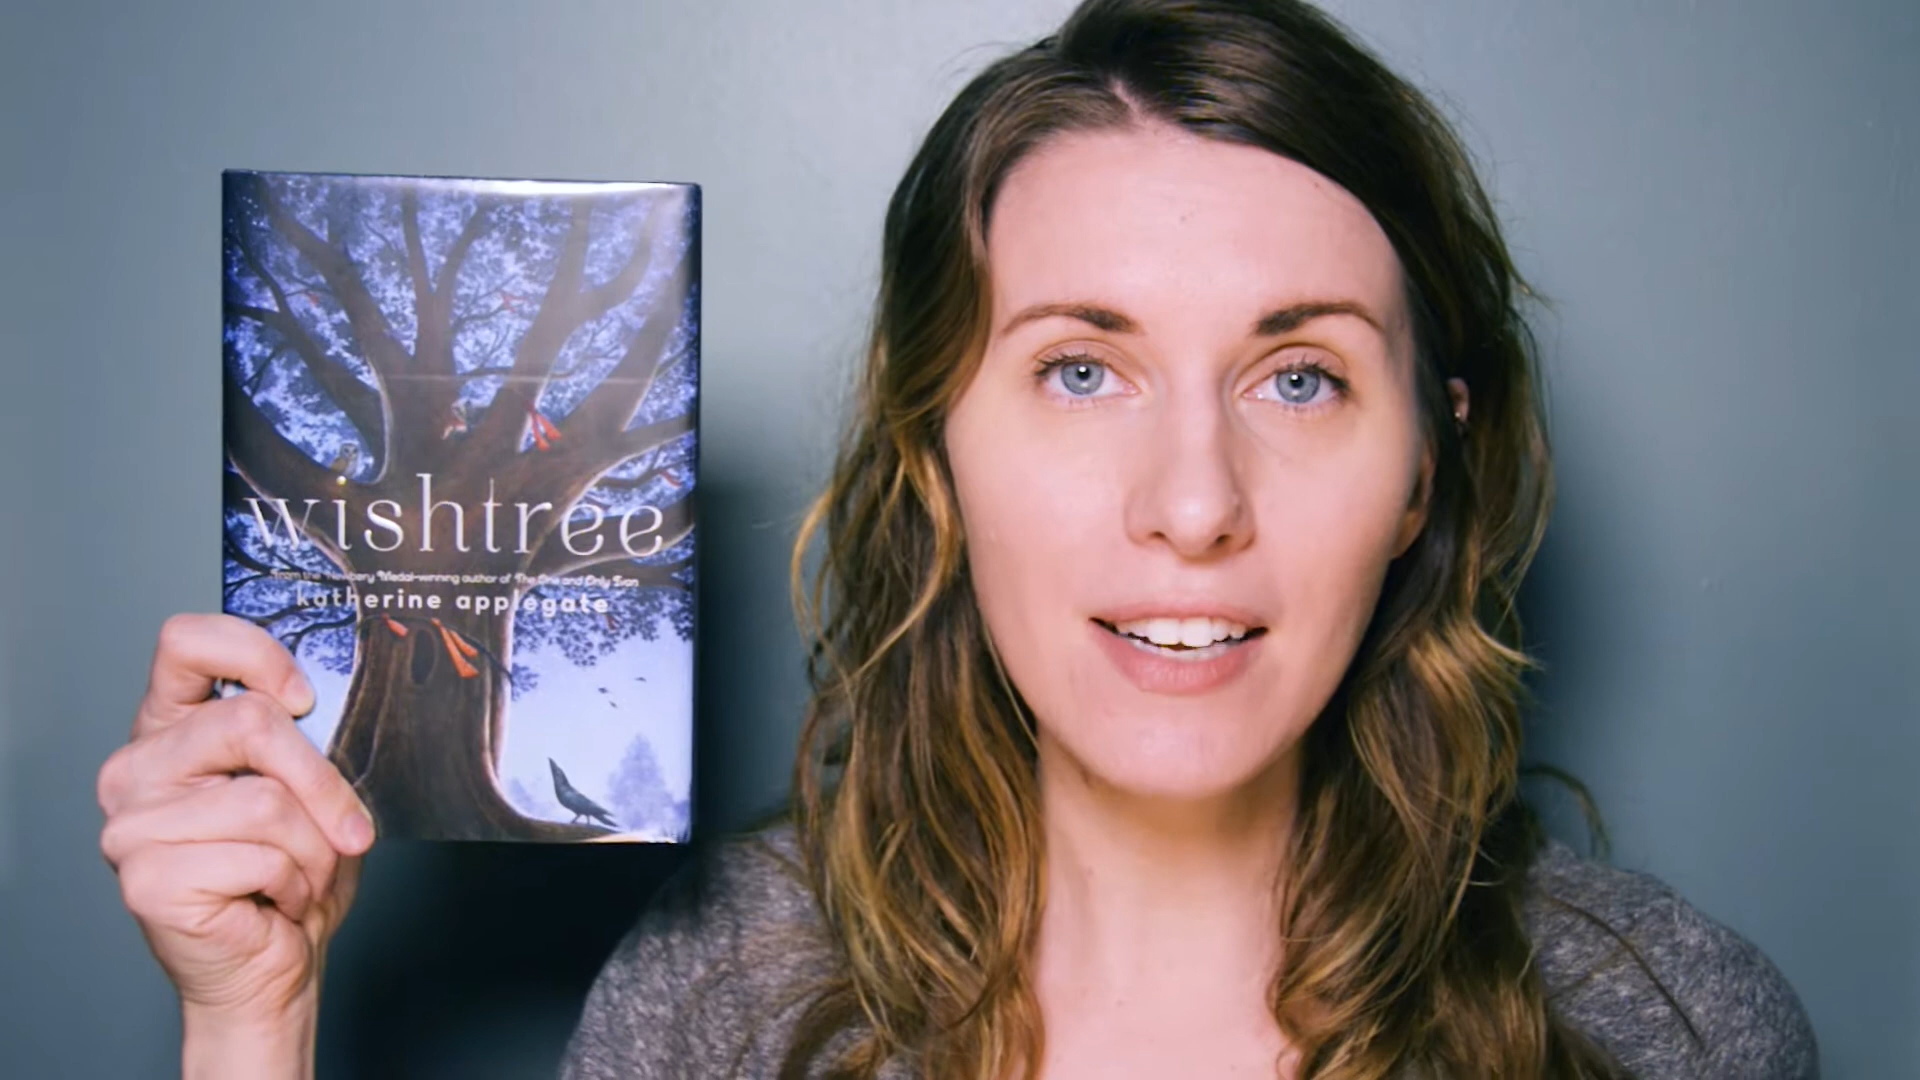 wishtree
From the Newbery Medal-winning author of The One and Only Ivan
katherine applegate